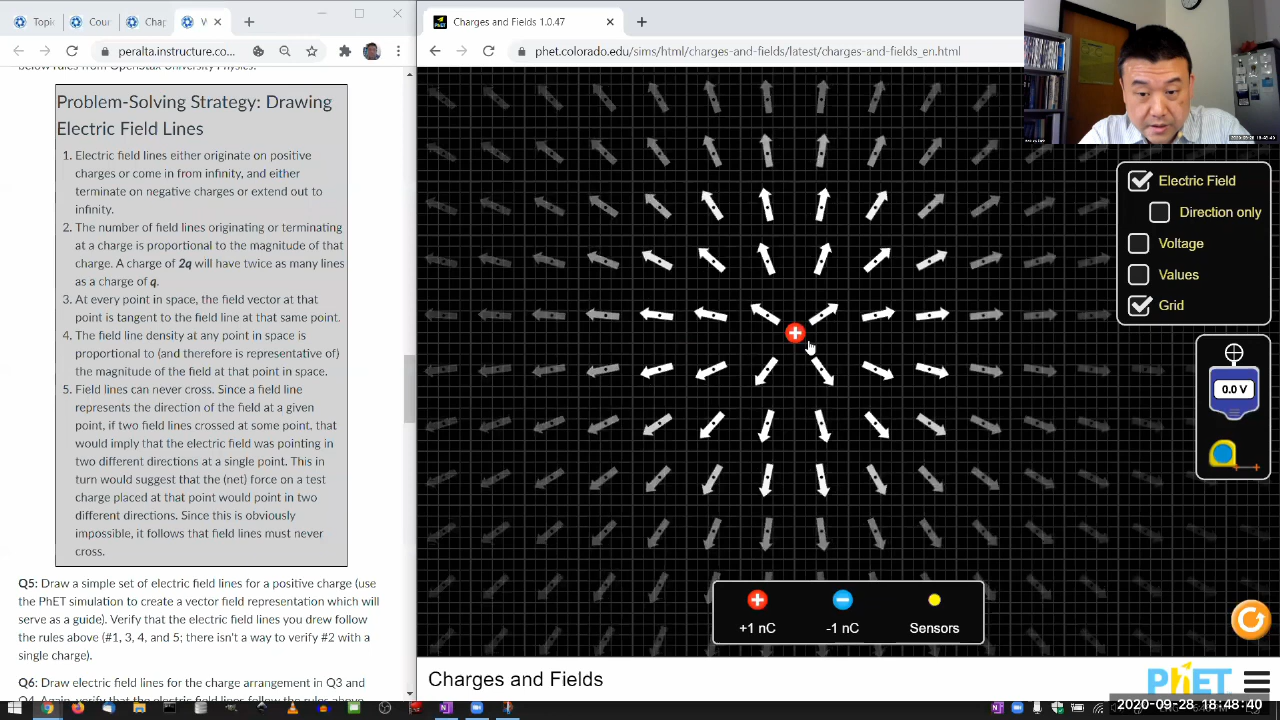 Topic
Cour
Char
V
Charges and Fields 1.0.47
peralta.instructure.co...
phet.colorado.edu/sims/html/charges-and-fields/latest/charges-and-fields_en.html
below rules from OpenStax University Physics.
Problem-Solving Strategy: Drawing
Electric Field Lines
1. Electric field lines either originate on positive
charges or come in from infinity, and either
terminate on negative charges or extend out to
infinity.
2. The number of field lines originating or terminating
at a charge is proportional to the magnitude of that
charge. A charge of 2q will have twice as many lines
as a charge of q.
3. At every point in space, the field vector at that
point is tangent to the field line at that same point.
4. The field line density at any point in space is
proportional to (and therefore is representative of)
the magnitude of the field at that point in space.
5. Field lines can never cross. Since a field line
represents the direction of the field at a given
point, if two field lines crossed at some point, that
would imply that the electric field was pointing in
two different directions at a single point. This in
turn would suggest that the (net) force on a test
charge placed at that point would point in two
different directions. Since this is obviously
impossible, it follows that field lines must never
cross.
Q5: Draw a simple set of electric field lines for a positive charge (use
the PhET simulation to create a vector field representation which will
serve as a guide). Verify that the electric field lines you drew follow
the rules above (#1, 3, 4, and 5; there isn't a way to verify #2 with a
single charge).
Q6: Draw electric field lines for the charge arrangement in Q3 and
Q4. Again, verify that the electric field lines follow the rules above
Electric Field
Direction only
Voltage
Values
Grid
0.0 V
+1 nC
-1 nC
Sensors
Charges and Fields
PhET
2020-09-28 18:48:40